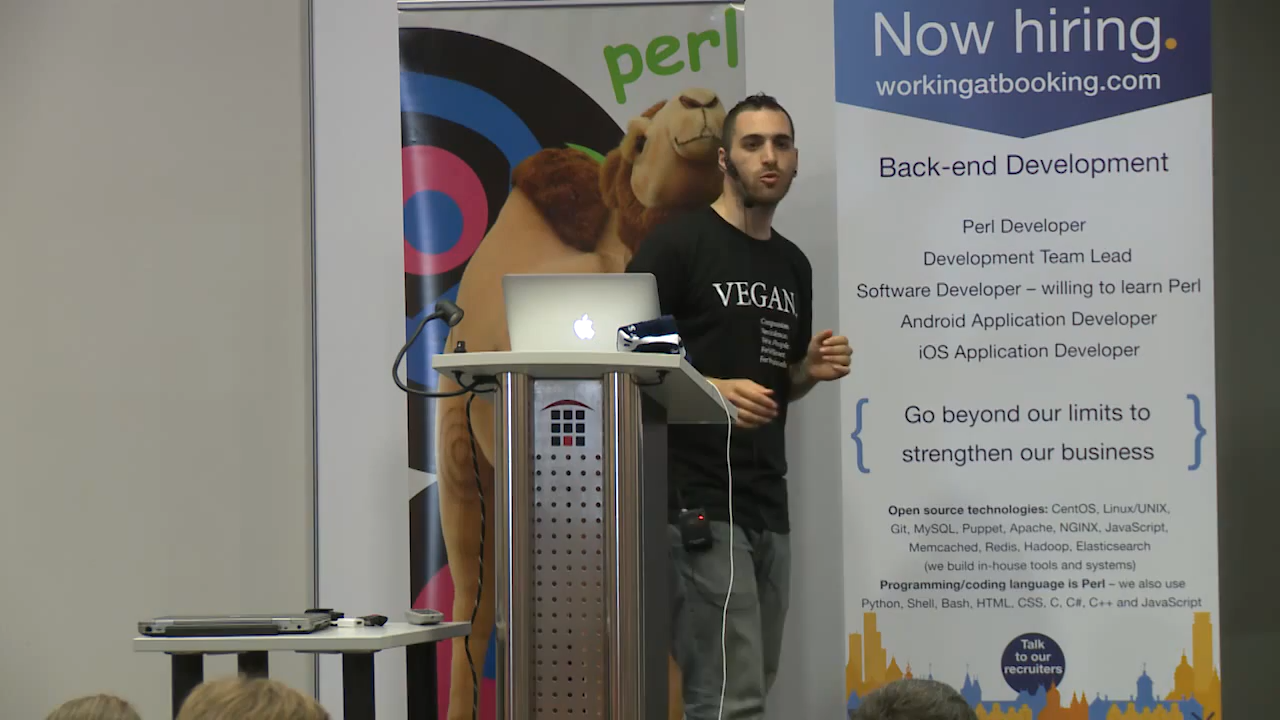 perl
VEGAN.
Now hiring.
workingatbooking.com
Back-end Development
Perl Developer
Development Team Lead
Software Developer – willing to learn Perl
Android Application Developer
iOS Application Developer
{ Go beyond our limits to }
strengthen our business
Open source technologies: CentOS, Linux/UNIX,
Git, MySQL, Puppet, Apache, NGINX, JavaScript,
Memcached, Redis, Hadoop, Elasticsearch
(we build in-house tools and systems)
Programming/coding language is Perl – we also use
Python, Shell, Bash, HTML, CSS, C, C#, C++ and JavaScript
Talk
to our
recruiters